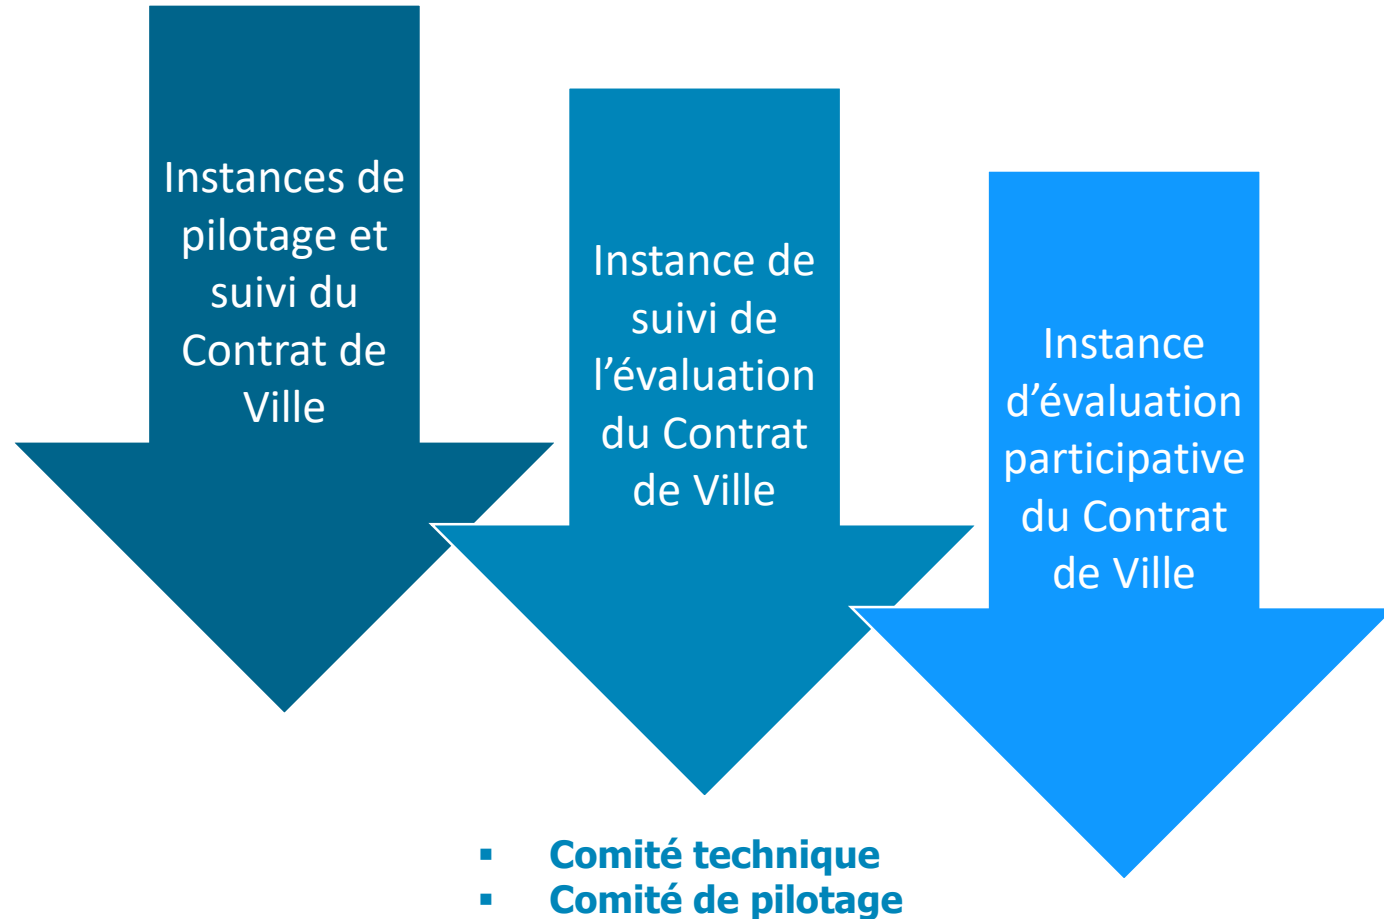 Instances de
pilotage et
suivi du
Contrat de
Ville
Instance de
suivi de
l’évaluation
du Contrat
de Ville
Instance
d’évaluation
participative
du Contrat
de Ville
▪ Comité technique
▪ Comité de pilotage